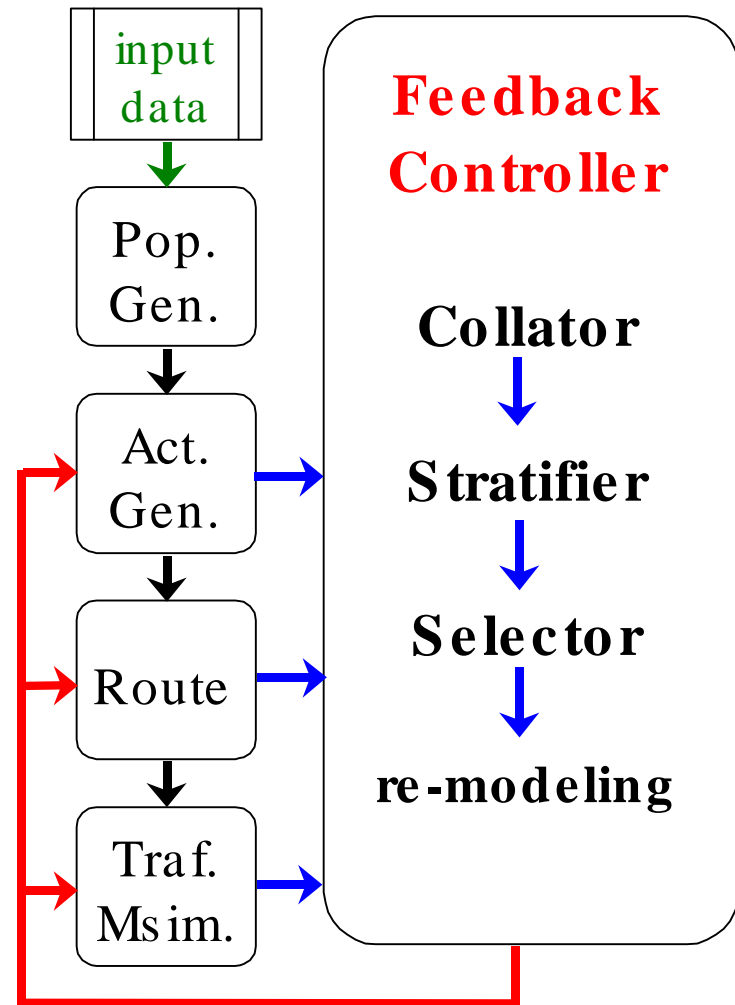 input
data
Pop.
Gen.
Act.
Gen.
Route
Traf.
Msim.
Feedback
Controller
Collator
Stratifier
Selector
re-modeling